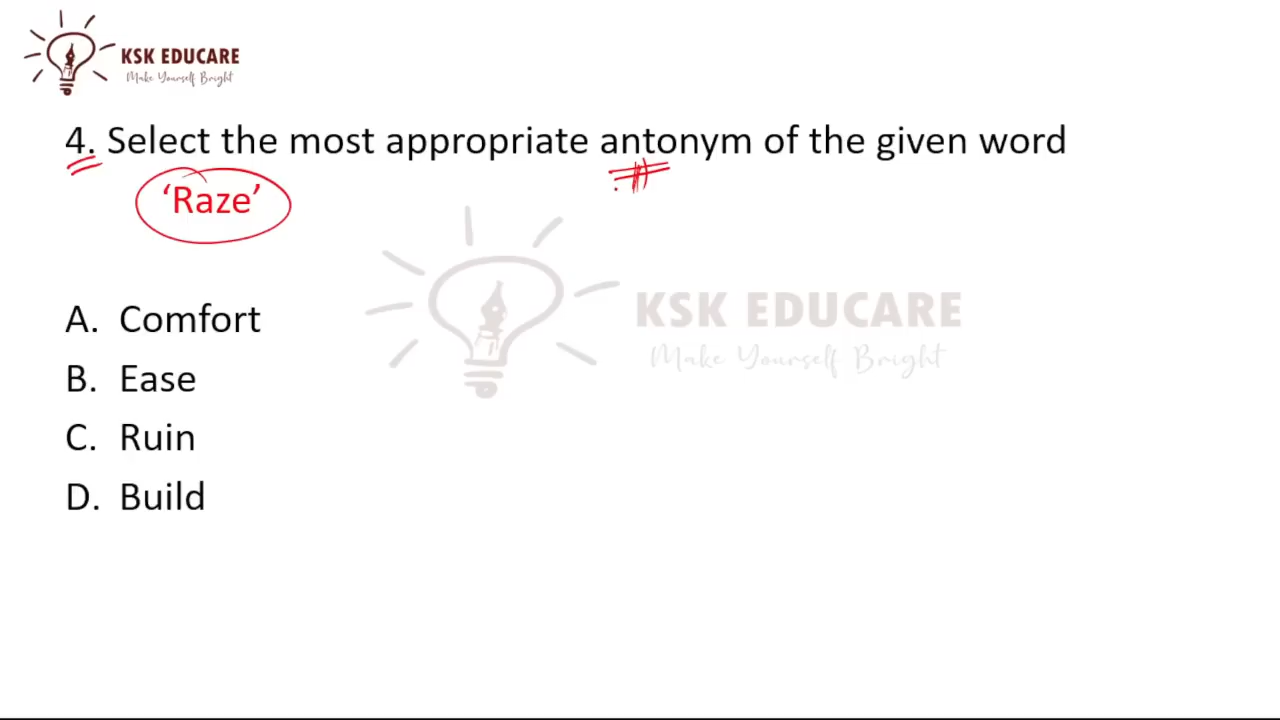 KSK EDUCARE
Make Yourself Bright
4. Select the most appropriate antonym of the given word
‘Raze’
KSK EDUCARE
Make Yourself Bright
A. Comfort
B. Ease
C. Ruin
D. Build